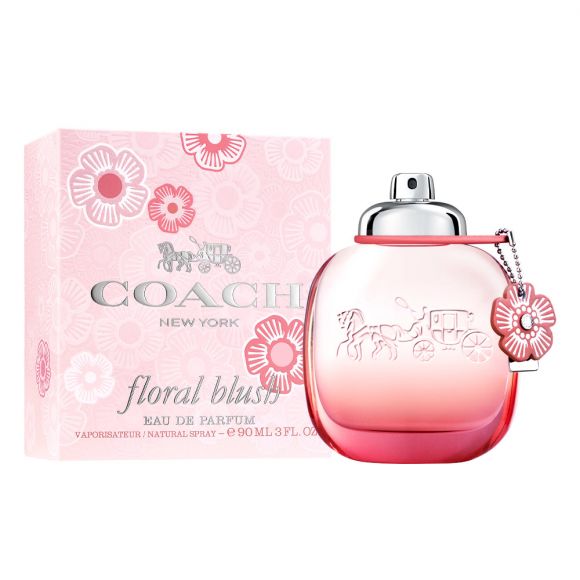 COACH
NEW YORK
floral blush
EAU DE PARFUM
VAPORISATEUR / NATURAL SPRAY - e 90 ML 3 FL. OZ